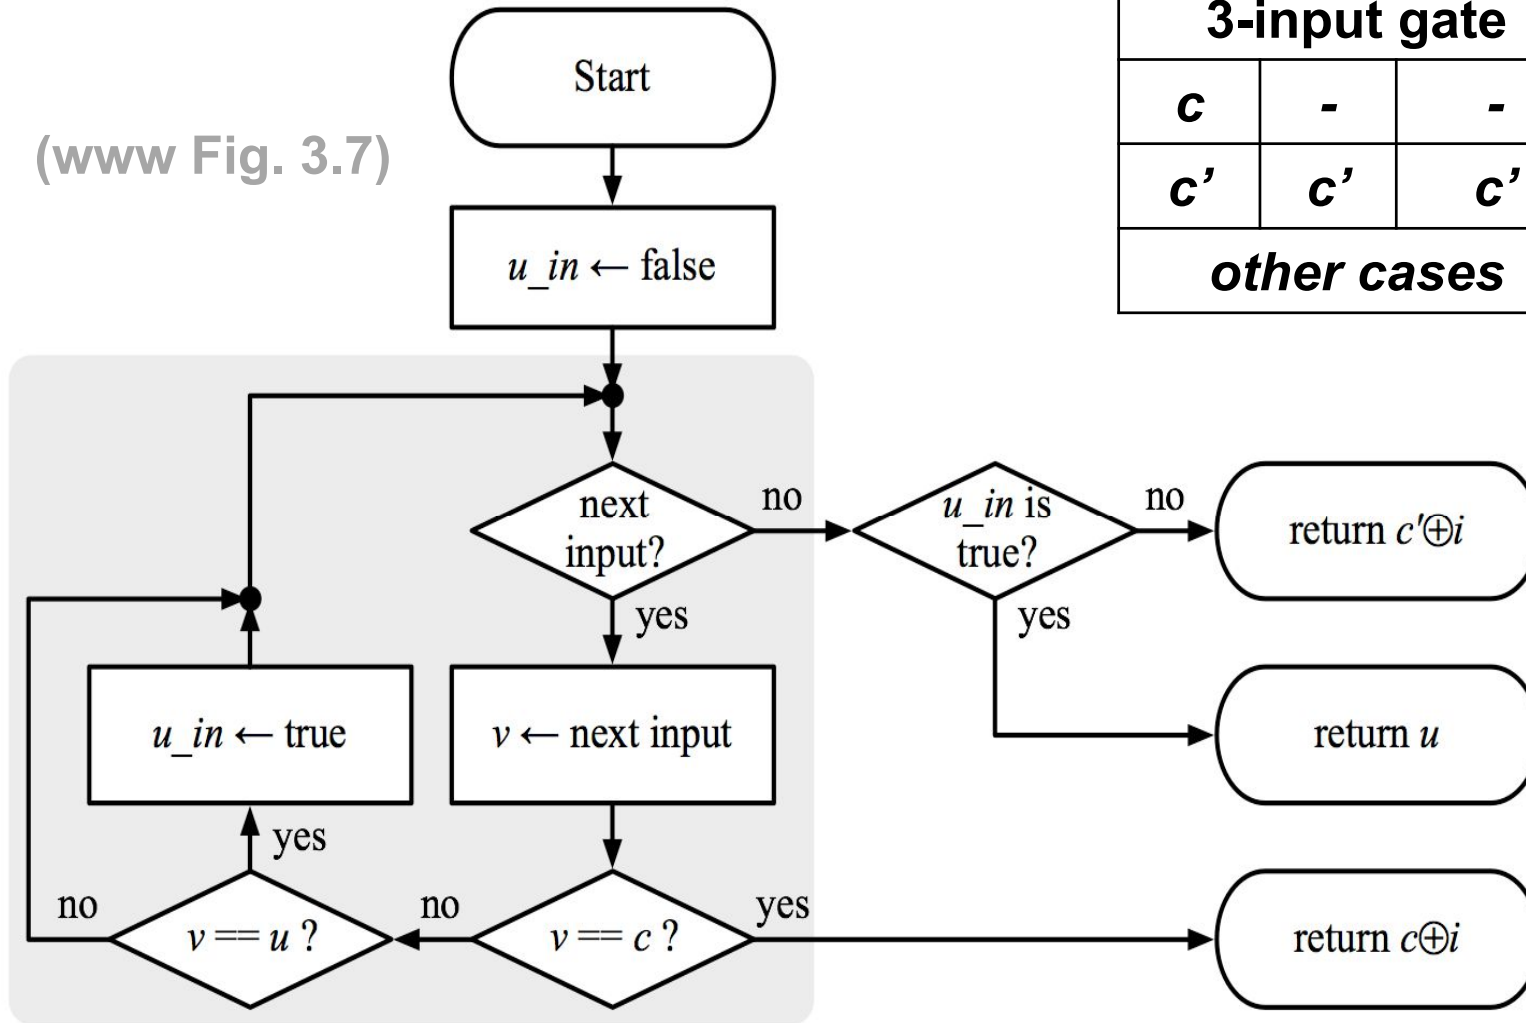 3-input gate
c - -
c’ c’ c’
other cases
(www Fig. 3.7)
Start
u_in ← false
next
input?
no
yes
u_in is
true?
no
yes
return c'⊕i
return u
u_in ← true
v ← next input
yes
v == u ?
no
no
v == c ?
yes
return c⊕i